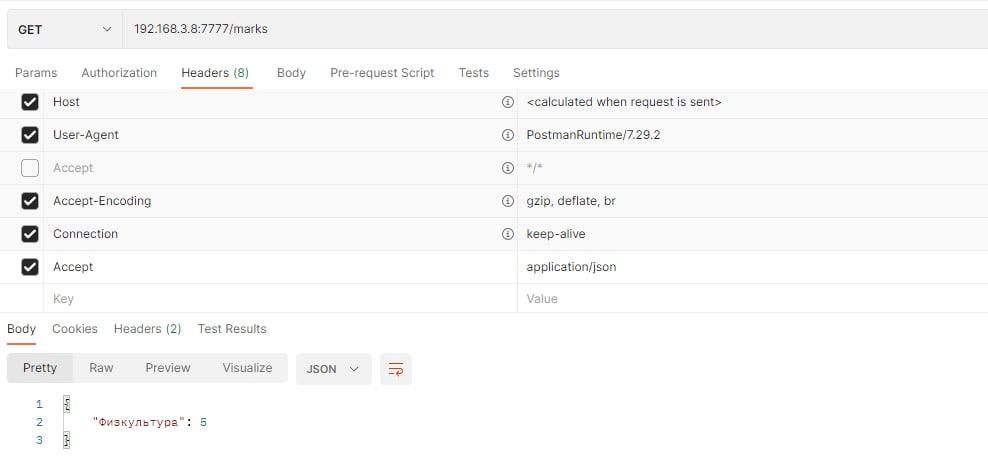 GET 192.168.3.8:7777/marks
Params Authorization Headers (8) Body Pre-request Script Tests Settings
Host <calculated when request is sent>
User-Agent PostmanRuntime/7.29.2
Accept */*
Accept-Encoding gzip, deflate, br
Connection keep-alive
Accept application/json
Key Value
Body Cookies Headers (2) Test Results
Pretty Raw Preview Visualize JSON
1 {
2 "Физкультура": 5
3 }